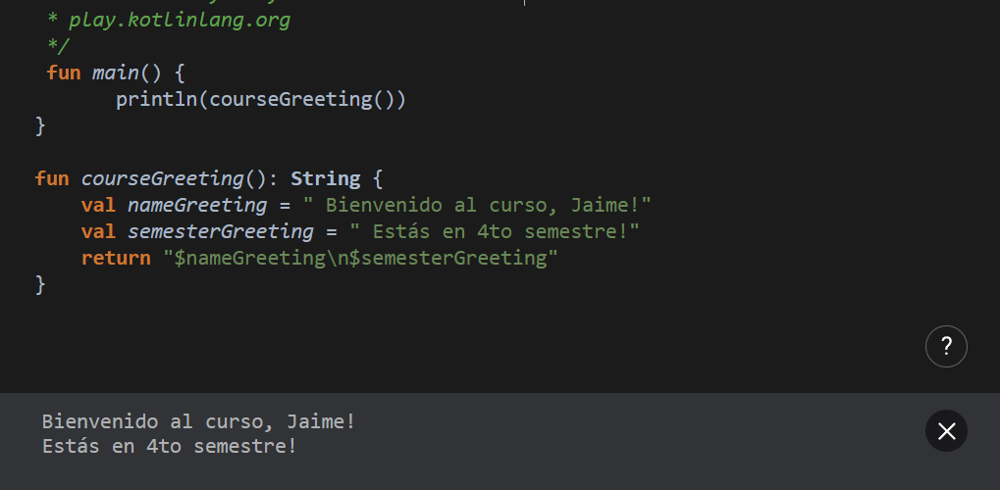 * play.kotlinlang.org
*/
fun main() {
println(courseGreeting())
}
fun courseGreeting(): String {
val nameGreeting = " Bienvenido al curso, Jaime!"
val semesterGreeting = " Estás en 4to semestre!"
return "$nameGreeting\n$semesterGreeting"
}
?
Bienvenido al curso, Jaime!
Estás en 4to semestre!